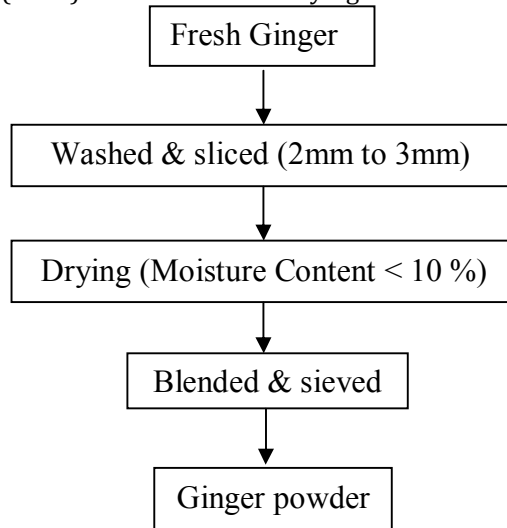 Fresh Ginger
Washed & sliced (2mm to 3mm)
Drying (Moisture Content < 10 %)
Blended & sieved
Ginger powder